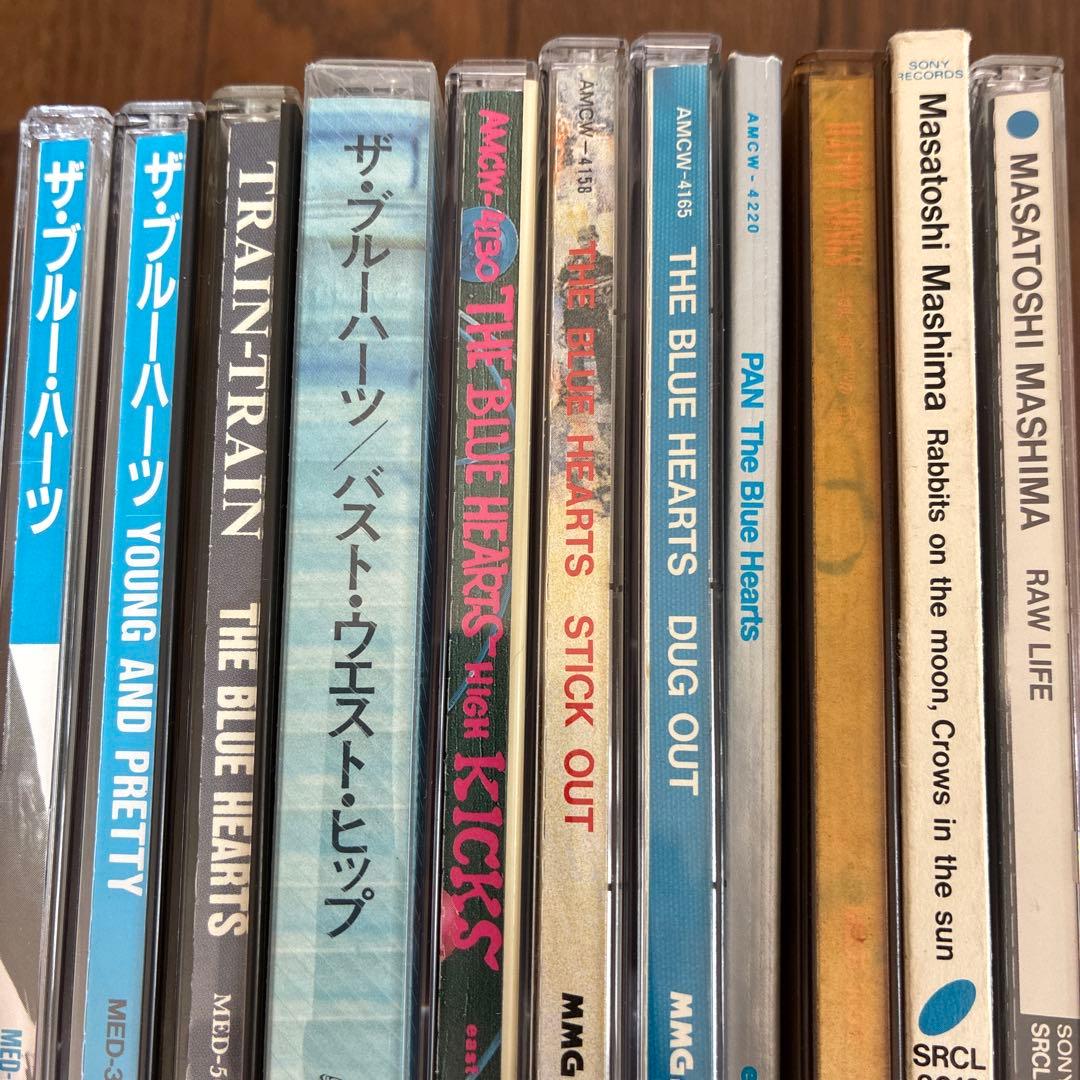 ザ・ブルー・ハーツ
MED-
ザ・ブルーハーツ YOUNG AND PRETTY
MED-3
TRAIN-TRAIN THE BLUE HEARTS
MED-5
ザ・ブルーハーツ/バスト・ウエスト・ヒップ
AMCW-4130 THE BLUE HEARTS HIGH KICKS
east
AMCW-4158
THE BLUE HEARTS STICK OUT
MMG
AMCW-4165 THE BLUE HEARTS DUG OUT
MMG
AMCW-4220
PAN The Blue Hearts
e
HAPPY SONGS
SONY RECORDS
Masatoshi Mashima Rabbits on the moon, Crows in the sun
SRCL
MASATOSHI MASHIMA RAW LIFE
SONY
SRCL